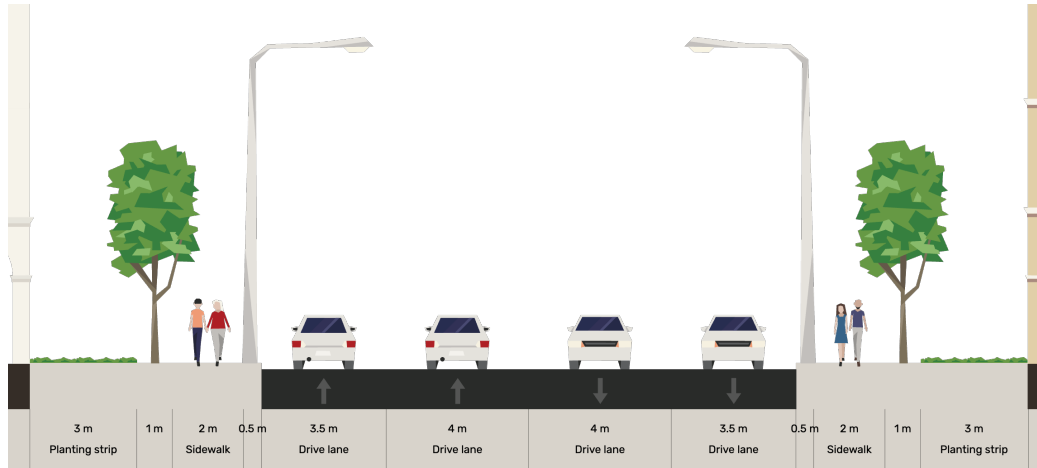 3 m 1 m 2 m 0.5 m 3.5 m 4 m 4 m 3.5 m 0.5 m 2 m 1 m 3 m
Planting strip Sidewalk Drive lane Drive lane Drive lane Drive lane Sidewalk Planting strip